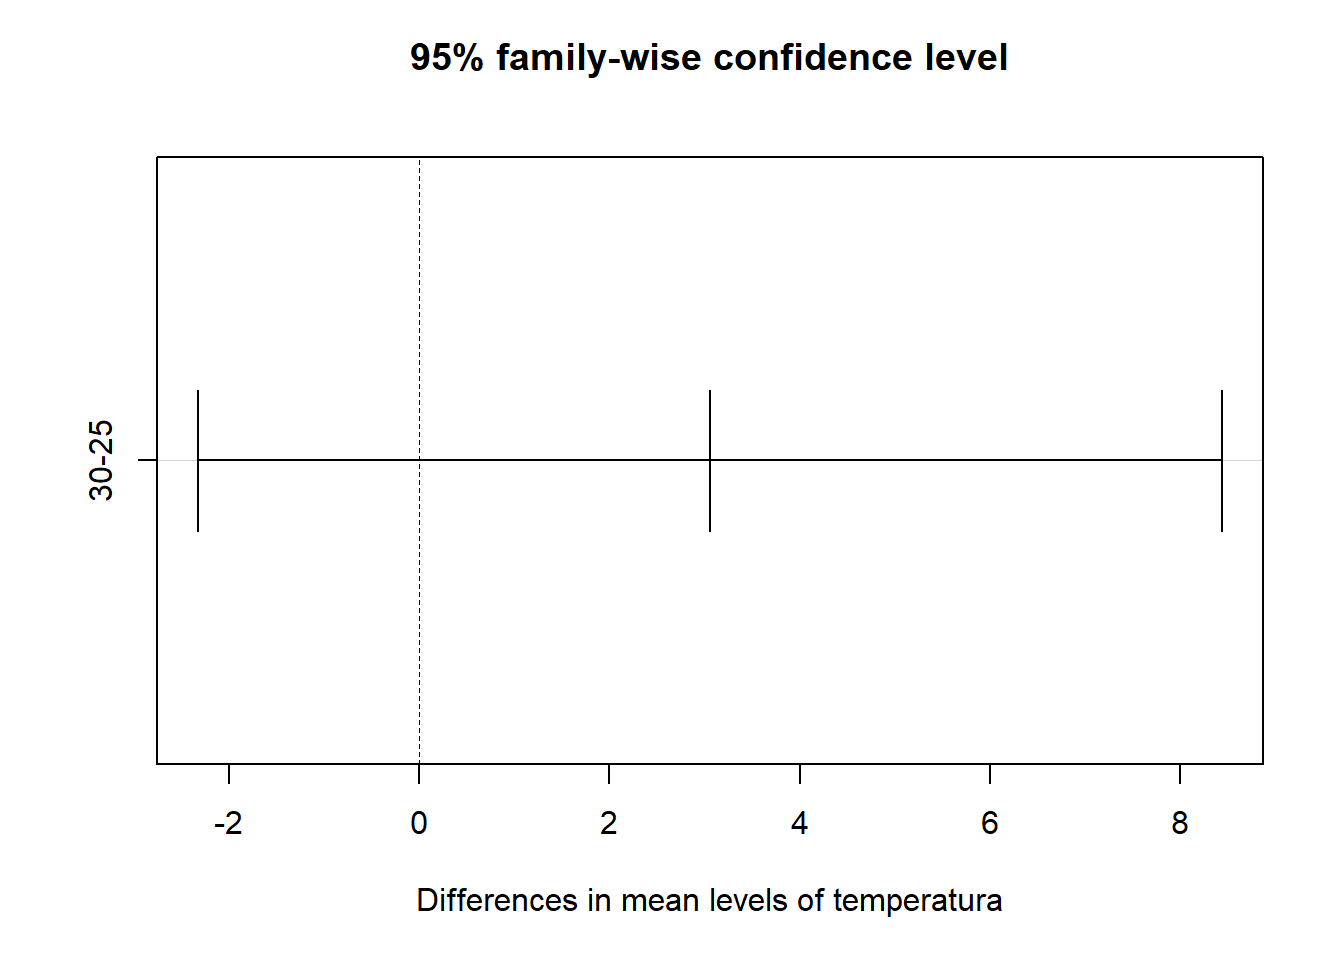 95% family-wise confidence level
30-25
-2 0 2 4 6 8
Differences in mean levels of temperatura